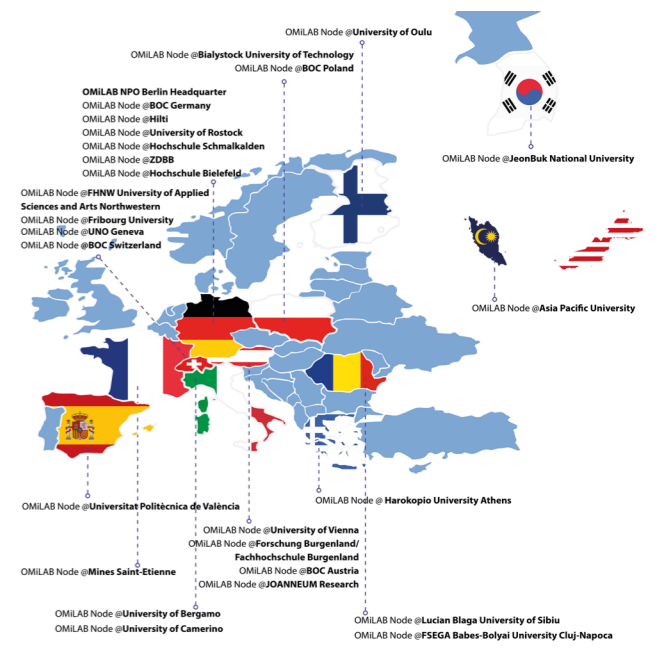 OMiLAB Node @University of Oulu
OMiLAB Node @Bialystock University of Technology
OMiLAB Node @BOC Poland
OMiLAB NPO Berlin Headquarter
OMiLAB Node @BOC Germany
OMiLAB Node @Hilti
OMiLAB Node @University of Rostock
OMiLAB Node @Hochschule Schmalkalden
OMiLAB Node @ZDBB
OMiLAB Node @Hochschule Bielefeld
OMiLAB Node @JeonBuk National University
OMiLAB Node @FHNW University of Applied
Sciences and Arts Northwestern
OMiLAB Node @Fribourg University
OMiLAB Node @UNO Geneva
OMiLAB Node @BOC Switzerland
OMiLAB Node @Asia Pacific University
OMiLAB Node @Universitat Politècnica de València
OMiLAB Node @ Harokopio University Athens
OMiLAB Node @University of Vienna
OMiLAB Node @Forschung Burgenland/
Fachhochschule Burgenland
OMiLAB Node @BOC Austria
OMiLAB Node @JOANNEUM Research
OMiLAB Node @Mines Saint-Etienne
OMiLAB Node @University of Bergamo
OMiLAB Node @University of Camerino
OMiLAB Node @Lucian Blaga University of Sibiu
OMiLAB Node @FSEGA Babes-Bolyai University Cluj-Napoca